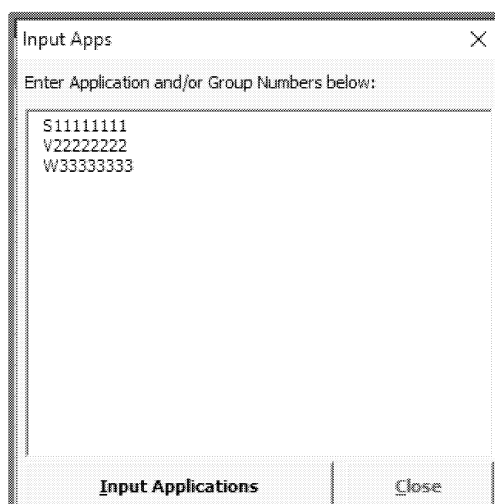 Input Apps
Enter Application and/or Group Numbers below:
S11111111
V22222222
W33333333
Input Applications
Close